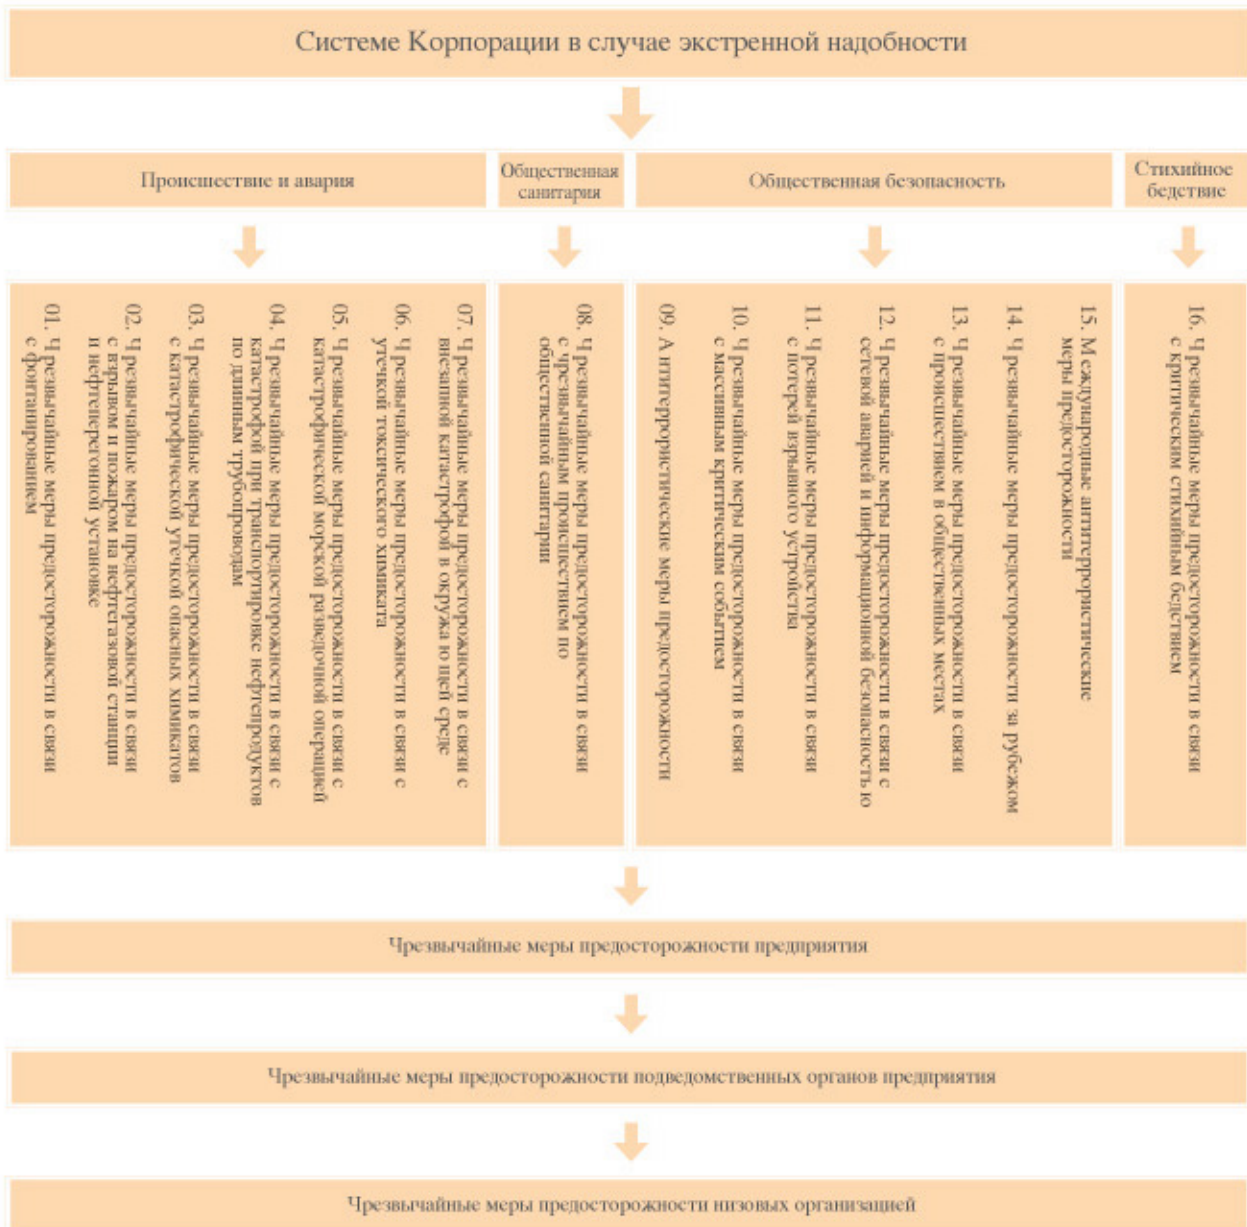 Системе Корпорации в случае экстренной надобности
Происшествие и авария
Общественная
санитария
Общественная безопасность
Стихийное
бедствие
01. Чрезвычайные меры предосторожности в связи
с фонтанированием
02. Чрезвычайные меры предосторожности в связи
с взрывом и пожаром на нефтегазовой станции
и нефтеперегонной установке
03. Чрезвычайные меры предосторожности в связи
с катастрофической утечкой опасных химикатов
04. Чрезвычайные меры предосторожности в связи с
катастрофой при транспортировке нефтепродуктов
по длинным трубопроводам
05. Чрезвычайные меры предосторожности в связи с
катастрофической морской разведочной операцией
06. Чрезвычайные меры предосторожности в связи с
утечкой токсического химиката
07. Чрезвычайные меры предосторожности в связи с
внезапной катастрофой в окружающей среде
08. Чрезвычайные меры предосторожности в связи
с чрезвычайным происшествием по
общественной санитарии
09. Антитеррористические меры предосторожности
10. Чрезвычайные меры предосторожности в связи
с массивным критическим событием
11. Чрезвычайные меры предосторожности в связи
с потерей взрывного устройства
12. Чрезвычайные меры предосторожности в связи с
сетевой аварией и информационной безопасностью
13. Чрезвычайные меры предосторожности в связи
с происшествием в общественных местах
14. Чрезвычайные меры предосторожности за рубежом
15. Международные антитеррористические
меры предосторожности
16. Чрезвычайные меры предосторожности в связи
с критическим стихийным бедствием
Чрезвычайные меры предосторожности предприятия
Чрезвычайные меры предосторожности подведомственных органов предприятия
Чрезвычайные меры предосторожности низовых организацией